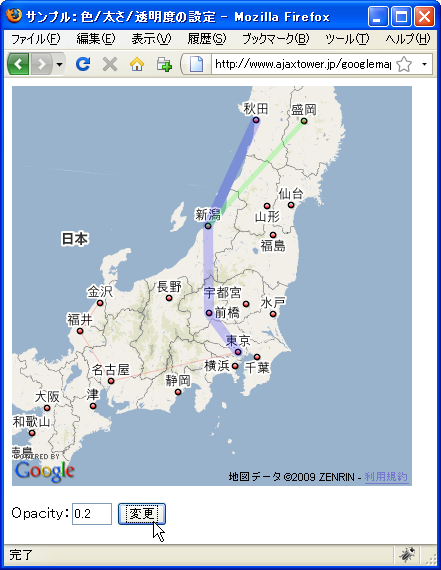 サンプル: 色/太さ/透明度の設定 - Mozilla Firefox
ファイル(F) 編集(E) 表示(V) 履歴(S) ブックマーク(B) ツール(T) ヘルプ(H)
http://www.ajaxtower.jp/googlemap
秋田 盛岡
仙台
山形
新潟
福島
日本
金沢 長野 宇都宮
水戸
福井 前橋
東京
名古屋 横浜 千葉
静岡
大阪 津
和歌山
徳島
POWERED BY
Google
地図データ ©2009 ZENRIN - 利用規約
Opacity: 0.2 変更
完了